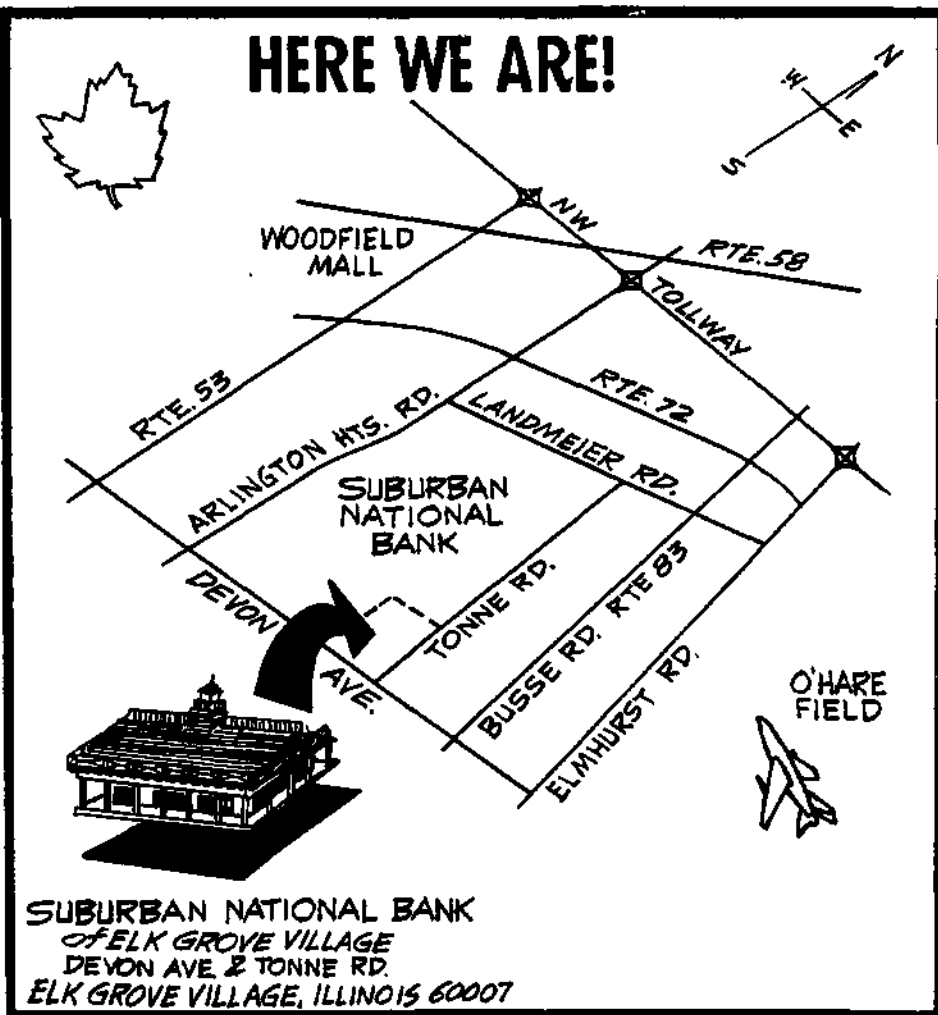 HERE WE ARE!
N
W
E
S
NW
TOLLWAY
WOODFIELD
MALL
RTE. 58
RTE. 53
RTE. 72
ARLINGTON HTS. RD.
LANDMEIER RD.
SUBURBAN
NATIONAL
BANK
DEVON
AVE.
TONNE RD.
BUSSE RD. RTE 83
ELMHURST RD.
O'HARE
FIELD
SUBURBAN NATIONAL BANK
of ELK GROVE VILLAGE
DEVON AVE & TONNE RD.
ELK GROVE VILLAGE, ILLINOIS 60007